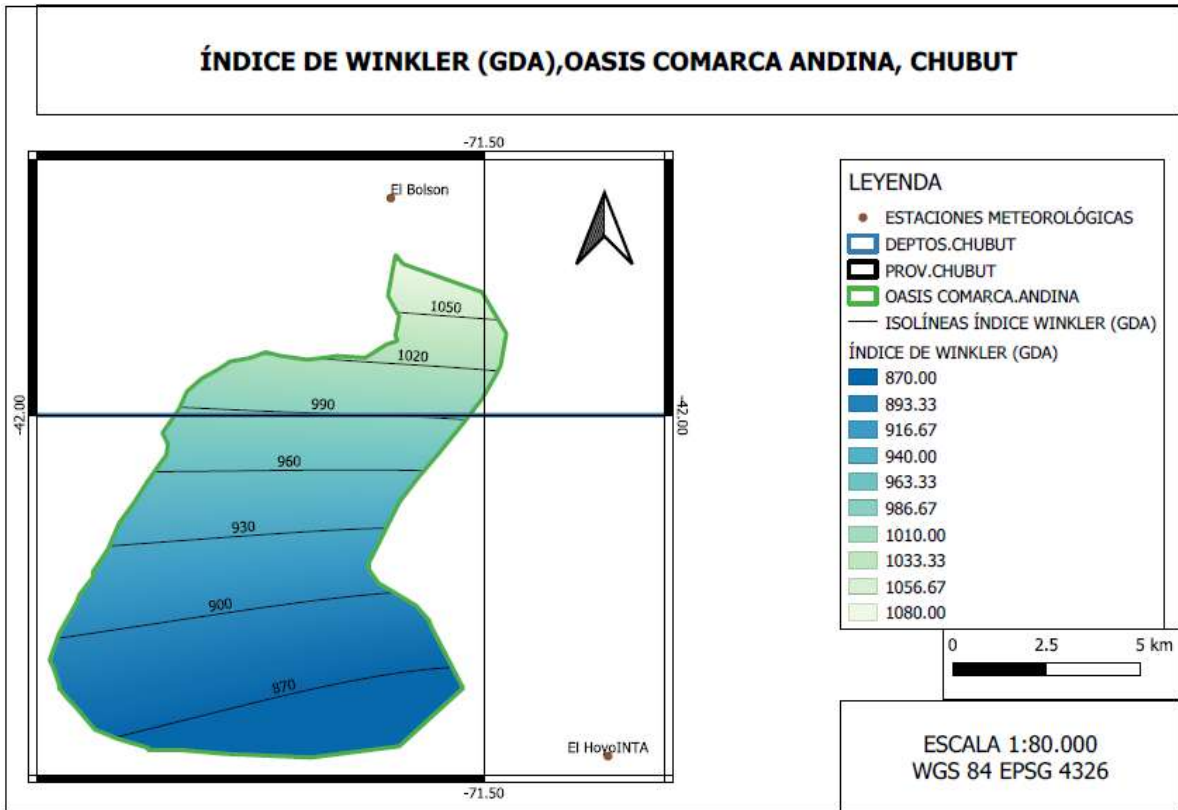 ÍNDICE DE WINKLER (GDA),OASIS COMARCA ANDINA, CHUBUT
-71.50
El Bolson
1050
1020
-42.00
990
-42.00
960
930
900
870
El HoyoINTA
-71.50
LEYENDA
ESTACIONES METEOROLÓGICAS
DEPTOS.CHUBUT
PROV.CHUBUT
OASIS COMARCA.ANDINA
ISOLÍNEAS ÍNDICE WINKLER (GDA)
ÍNDICE DE WINKLER (GDA)
870.00
893.33
916.67
940.00
963.33
986.67
1010.00
1033.33
1056.67
1080.00
0 2.5 5 km
ESCALA 1:80.000
WGS 84 EPSG 4326